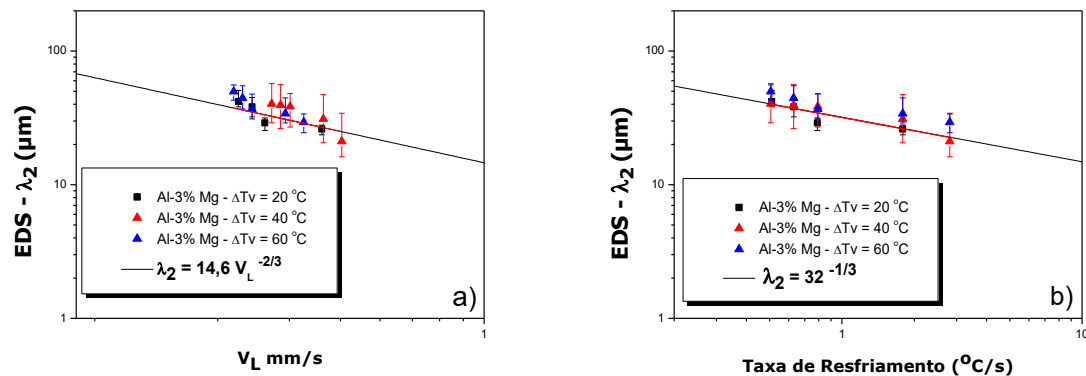 100
10
1
1
EDS - λ₂ (μm)
V_L mm/s
Al-3% Mg - ΔTv = 20 °C
Al-3% Mg - ΔTv = 40 °C
Al-3% Mg - ΔTv = 60 °C
λ₂ = 14,6 V_L ^-2/3
a)
100
10
1
1
10
EDS - λ₂ (μm)
Taxa de Resfriamento (°C/s)
Al-3% Mg - ΔTv = 20 °C
Al-3% Mg - ΔTv = 40 °C
Al-3% Mg - ΔTv = 60 °C
λ₂ = 32 ^-1/3
b)